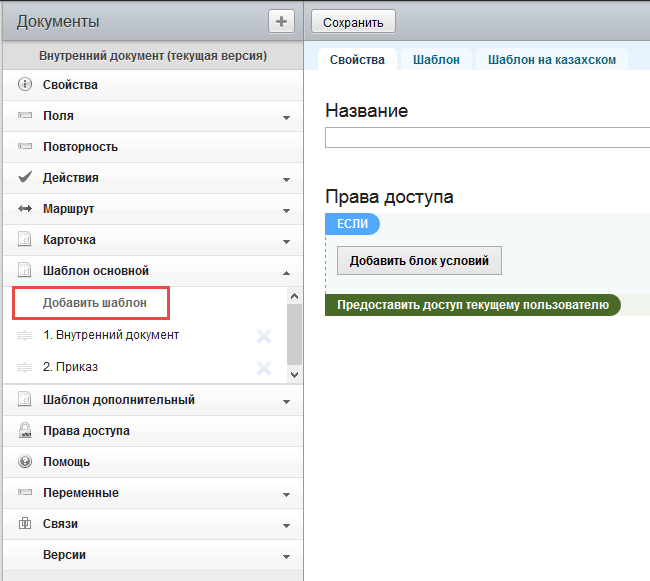 Документы
Внутренний документ (текущая версия)
Свойства
Поля
Повторность
Действия
Маршрут
Карточка
Шаблон основной
Добавить шаблон
1. Внутренний документ
2. Приказ
Шаблон дополнительный
Права доступа
Помощь
Переменные
Связи
Версии
Сохранить
Свойства Шаблон Шаблон на казахском
Название
Права доступа
ЕСЛИ
Добавить блок условий
Предоставить доступ текущему пользователю